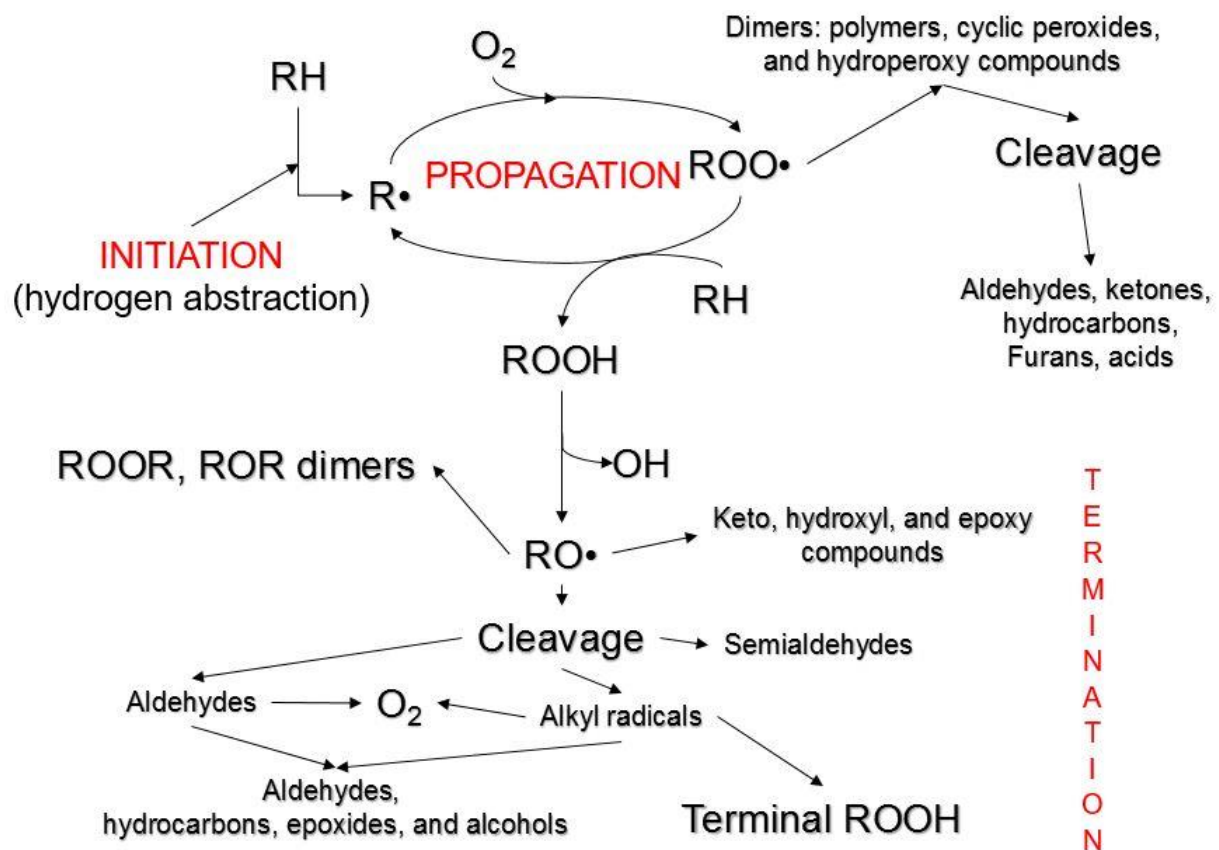 Dimers: polymers, cyclic peroxides,
and hydroperoxy compounds
O₂
RH
Cleavage
PROPAGATION
ROO•
R•
INITIATION
(hydrogen abstraction)
RH
Aldehydes, ketones,
hydrocarbons,
Furans, acids
ROOH
ROOR, ROR dimers
OH
Keto, hydroxyl, and epoxy
compounds
RO•
Cleavage
Semialdehydes
Aldehydes
O₂
Alkyl radicals
Aldehydes,
hydrocarbons, epoxides, and alcohols
Terminal ROOH
TERMINATION